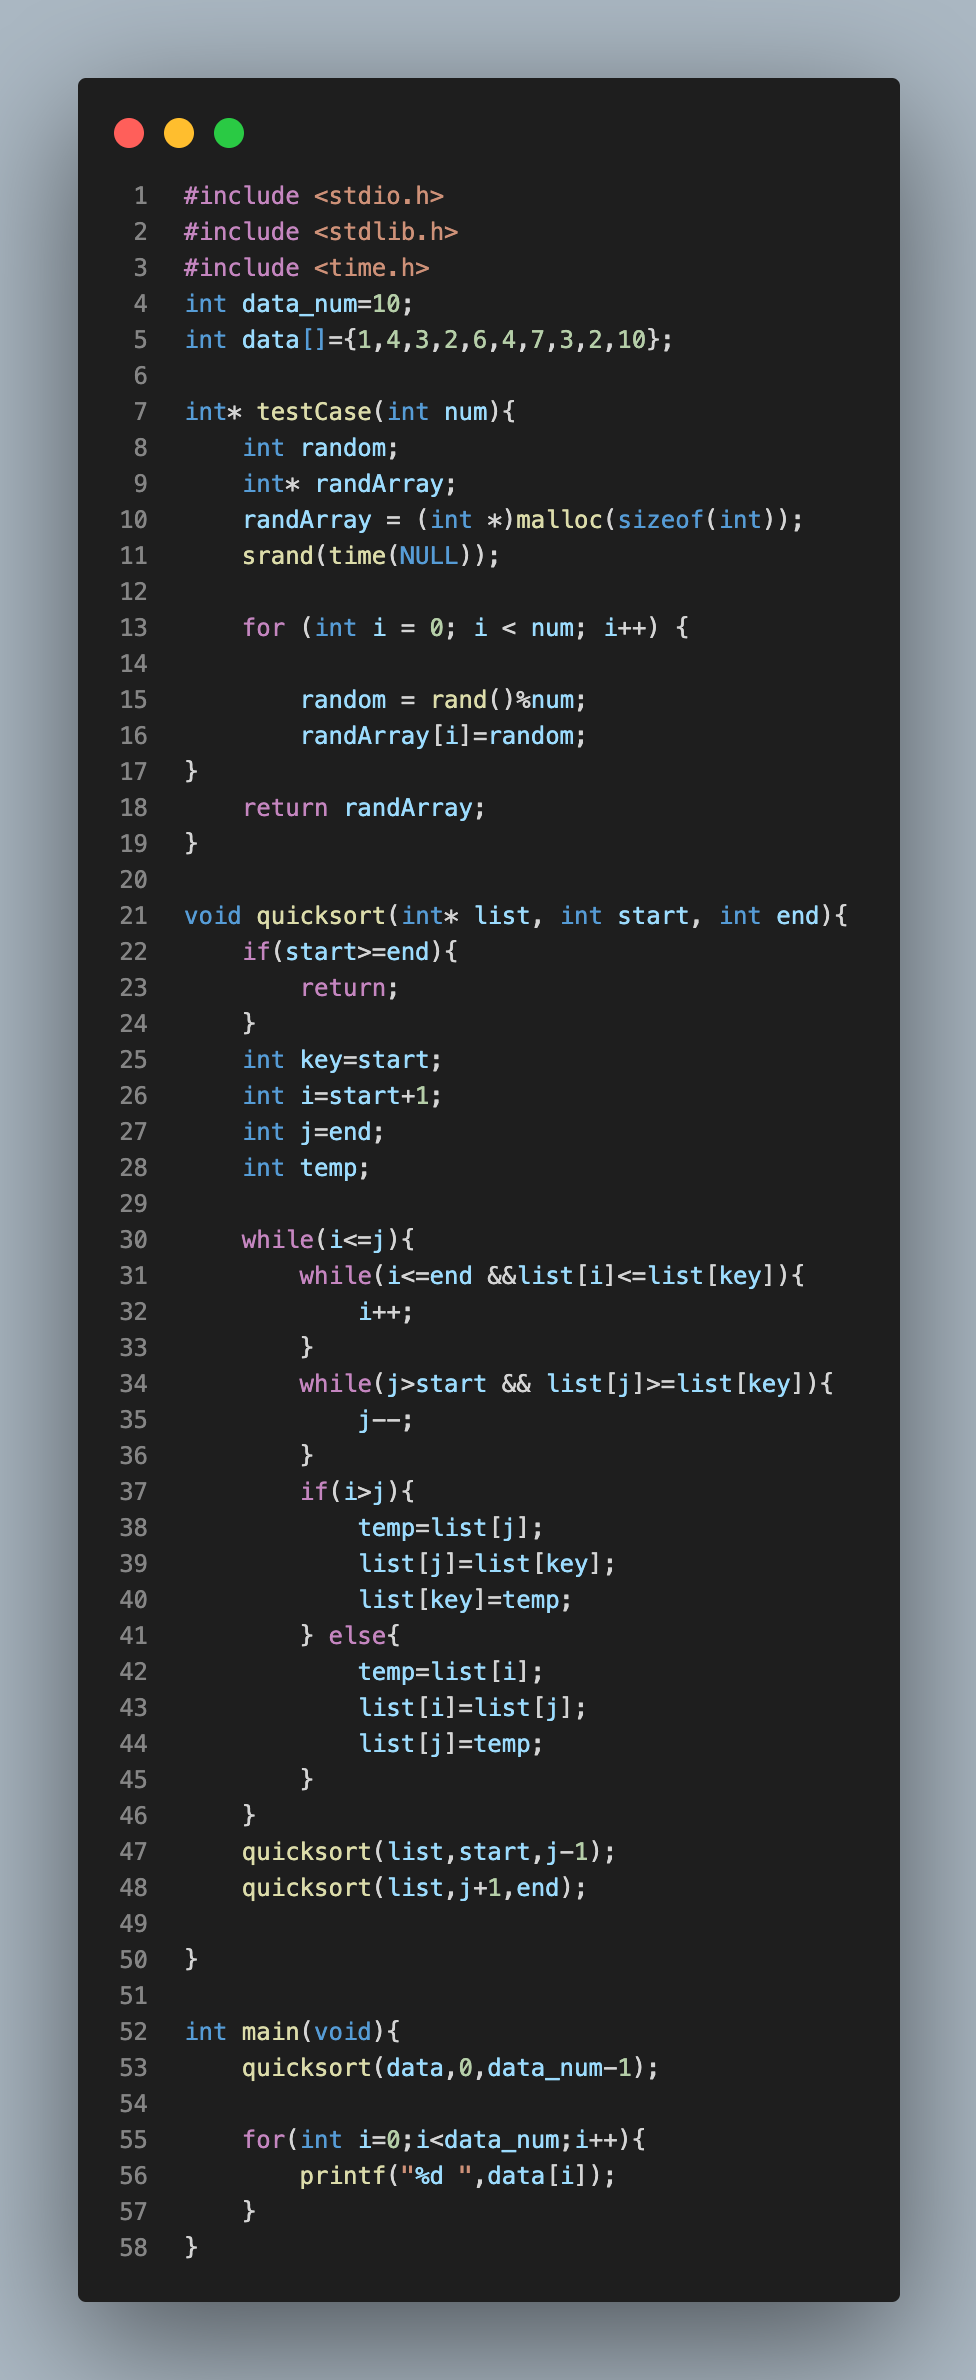 1 #include <stdio.h>
2 #include <stdlib.h>
3 #include <time.h>
4 int data_num=10;
5 int data[]={1,4,3,2,6,4,7,3,2,10};
6
7 int* testCase(int num){
8     int random;
9     int* randArray;
10     randArray = (int *)malloc(sizeof(int));
11     srand(time(NULL));
12
13     for (int i = 0; i < num; i++) {
14
15         random = rand()%num;
16         randArray[i]=random;
17 }
18     return randArray;
19 }
20
21 void quicksort(int* list, int start, int end){
22     if(start>=end){
23         return;
24     }
25     int key=start;
26     int i=start+1;
27     int j=end;
28     int temp;
29
30     while(i<=j){
31         while(i<=end &&list[i]<=list[key]){
32             i++;
33         }
34         while(j>start && list[j]>=list[key]){
35             j--;
36         }
37         if(i>j){
38             temp=list[j];
39             list[j]=list[key];
40             list[key]=temp;
41         } else{
42             temp=list[i];
43             list[i]=list[j];
44             list[j]=temp;
45         }
46     }
47     quicksort(list,start,j-1);
48     quicksort(list,j+1,end);
49
50 }
51
52 int main(void){
53     quicksort(data,0,data_num-1);
54
55     for(int i=0;i<data_num;i++){
56         printf("%d ",data[i]);
57     }
58 }